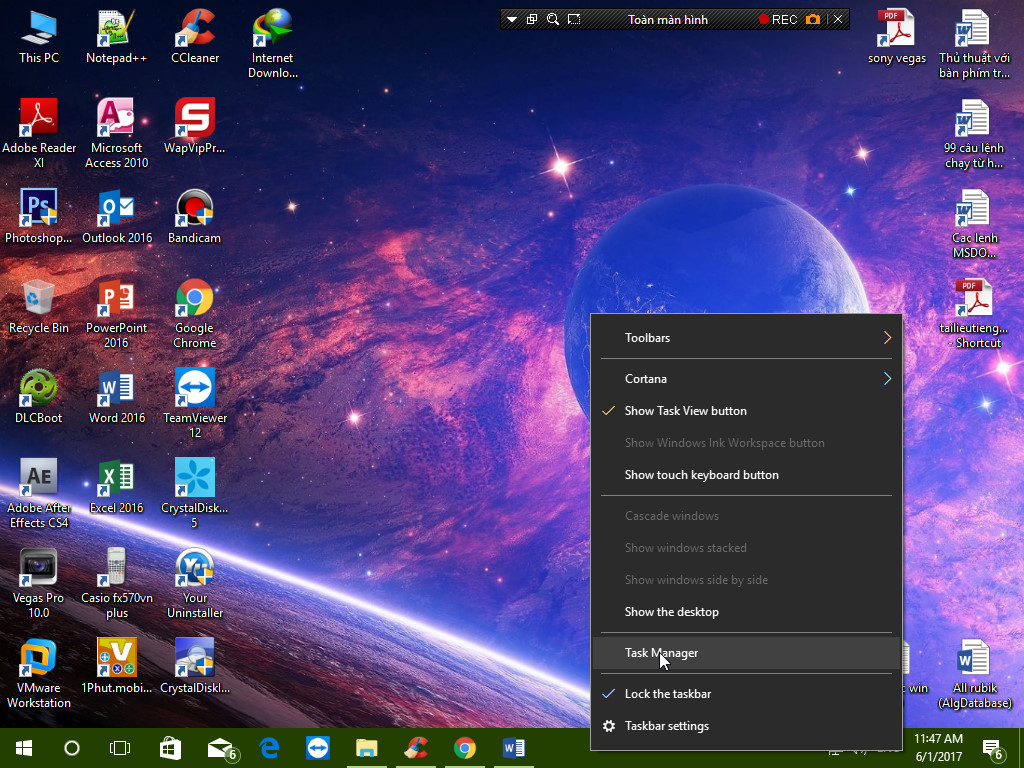 Toàn màn hình
REC
This PC
Notepad++
CCleaner
Internet
Downlo...
sony vegas
Thủ thuật với
bàn phím tr...
Adobe Reader
XI
Microsoft
Access 2010
WapVipPr...
99 câu lệnh
chạy từ h...
Photoshop...
Outlook 2016
Bandicam
Cac lenh
MSDO...
Recycle Bin
PowerPoint
2016
Google
Chrome
tailieutieng...
- Shortcut
DLCBoot
Word 2016
TeamViewer
12
Adobe After
Effects CS4
Excel 2016
CrystalDisk...
5
Vegas Pro
10.0
Casio fx570vn
plus
Your
Uninstaller
VMware
Workstation
1Phut.mobi...
CrystalDiskI...
win
All rubik
(AlgDatabase)
Toolbars
Cortana
Show Task View button
Show Windows Ink Workspace button
Show touch keyboard button
Cascade windows
Show windows stacked
Show windows side by side
Show the desktop
Task Manager
Lock the taskbar
Taskbar settings
6
11:47 AM
6/1/2017
6